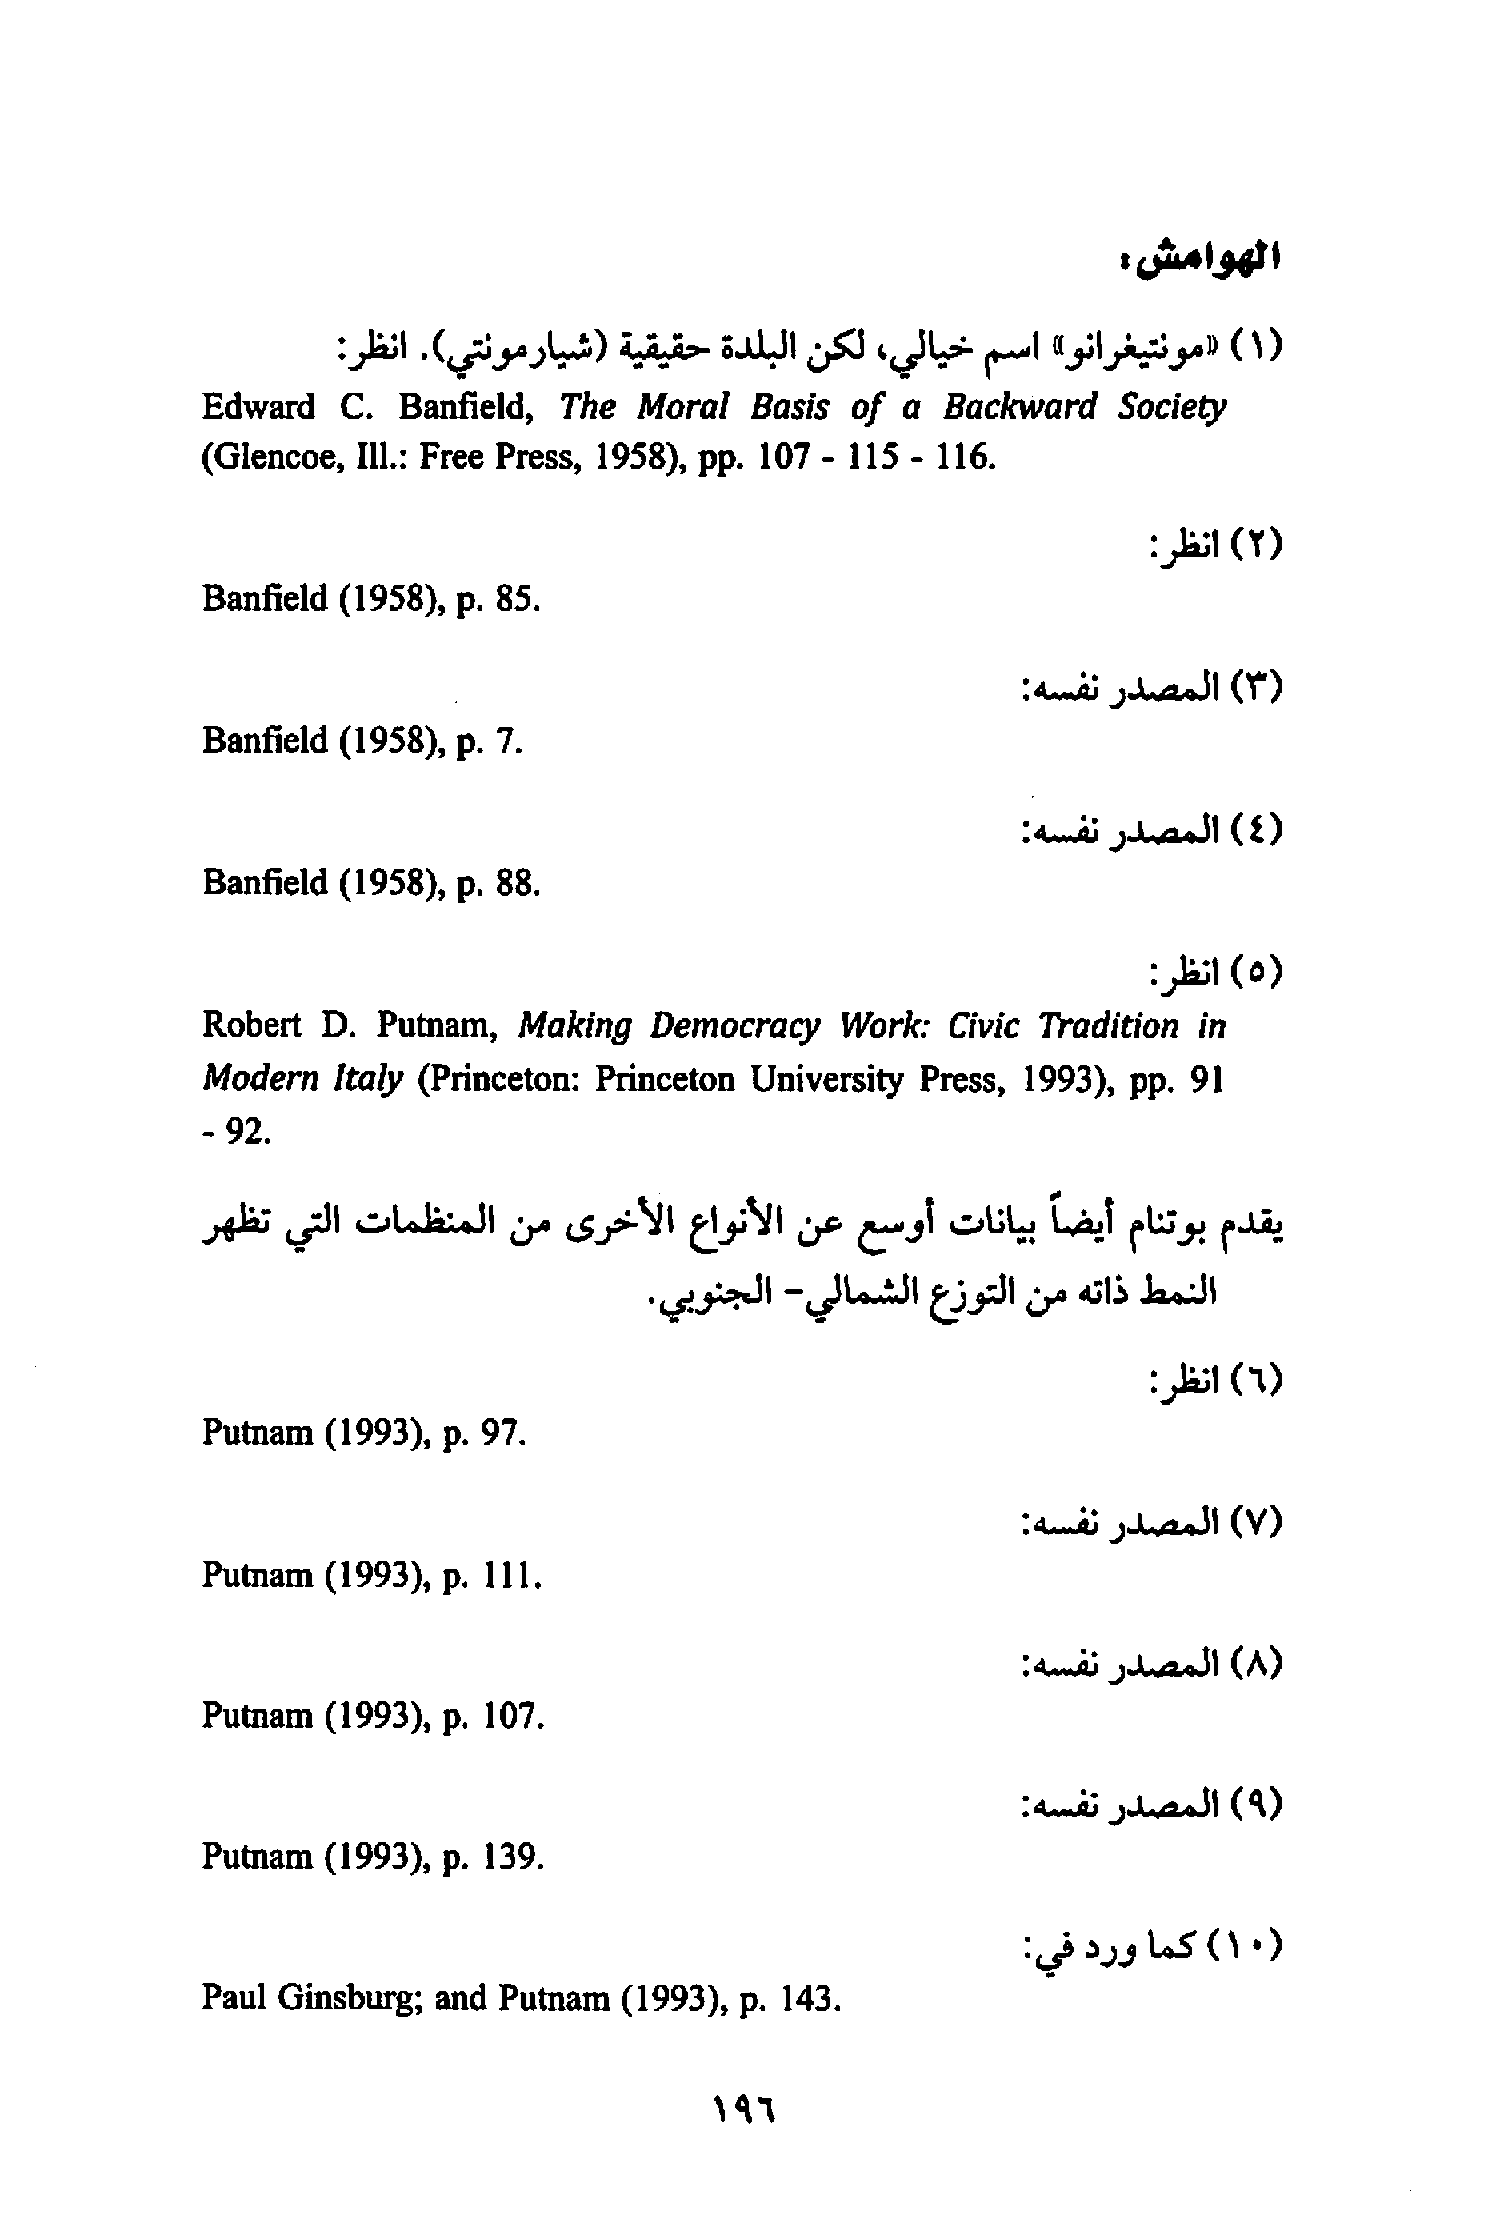 الهوامش:
(١) «مونتيغرانو» اسم خيالي، لكن البلدة حقيقية (شيارمونتي). انظر:
Edward C. Banfield, The Moral Basis of a Backward Society
(Glencoe, Ill.: Free Press, 1958), pp. 107 - 115 - 116.
(٢) انظر:
Banfield (1958), p. 85.
(٣) المصدر نفسه:
Banfield (1958), p. 7.
(٤) المصدر نفسه:
Banfield (1958), p. 88.
(٥) انظر:
Robert D. Putnam, Making Democracy Work: Civic Tradition in
Modern Italy (Princeton: Princeton University Press, 1993), pp. 91
- 92.
يقدم بوتنام أيضاً بيانات أوسع عن الأنواع الأخرى من المنظمات التي تظهر
النمط ذاته من التوزع الشمالي- الجنوبي.
(٦) انظر:
Putnam (1993), p. 97.
(٧) المصدر نفسه:
Putnam (1993), p. 111.
(٨) المصدر نفسه:
Putnam (1993), p. 107.
(٩) المصدر نفسه:
Putnam (1993), p. 139.
(١٠) كما ورد في:
Paul Ginsburg; and Putnam (1993), p. 143.
١٩٦